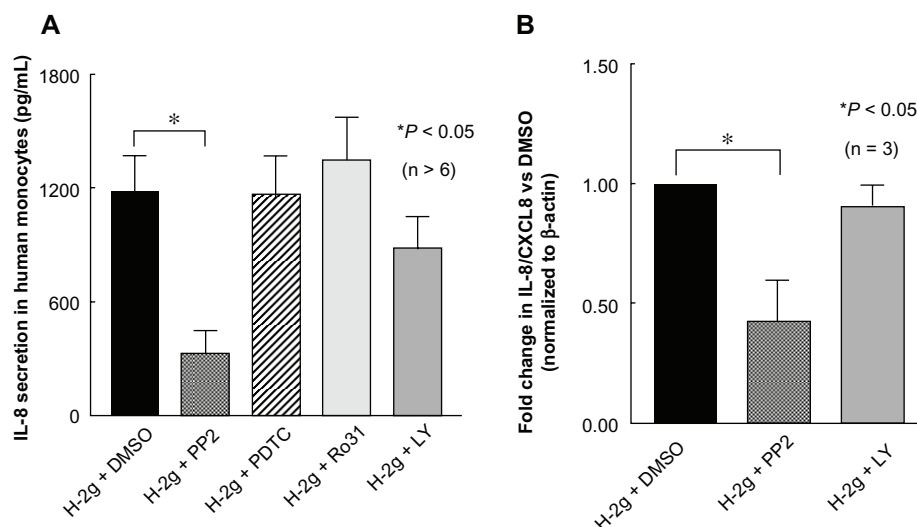 A
IL-8 secretion in human monocytes (pg/mL)
1800
1200
600
0
*
*P < 0.05
(n > 6)
H-2g + DMSO
H-2g + PP2
H-2g + PDTC
H-2g + Ro31
H-2g + LY
B
Fold change in IL-8/CXCL8 vs DMSO
(normalized to β-actin)
1.50
1.00
0.50
0.00
*
*P < 0.05
(n = 3)
H-2g + DMSO
H-2g + PP2
H-2g + LY